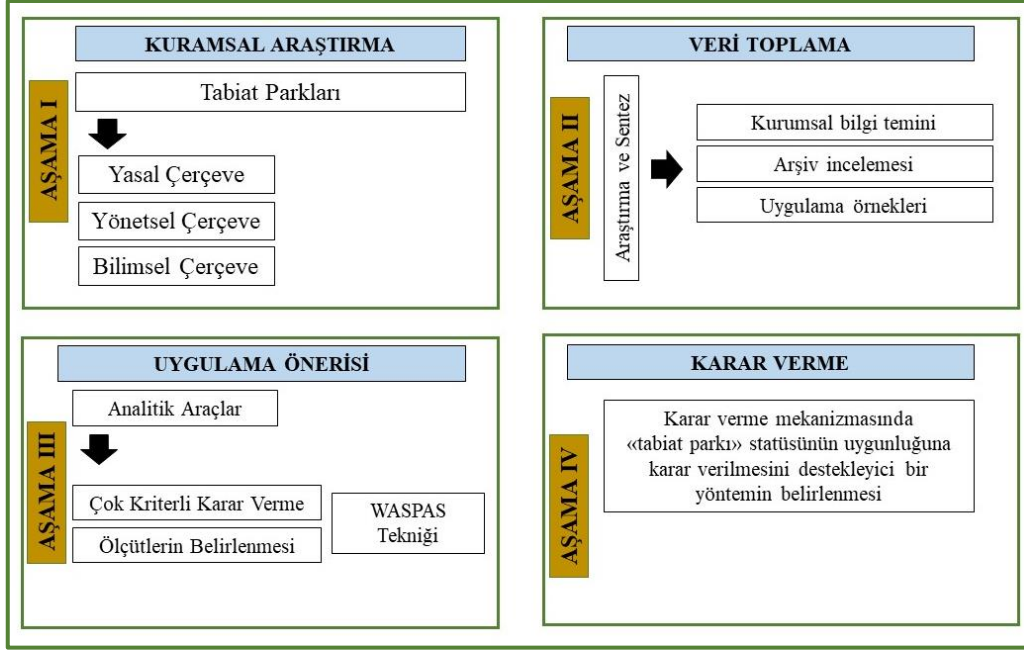 KURAMSAL ARAŞTIRMA
AŞAMA I
Tabiat Parkları
Yasal Çerçeve
Yönetsel Çerçeve
Bilimsel Çerçeve
VERİ TOPLAMA
AŞAMA II
Araştırma ve Sentez
Kurumsal bilgi temini
Arşiv incelemesi
Uygulama örnekleri
UYGULAMA ÖNERİSİ
AŞAMA III
Analitik Araçlar
Çok Kriterli Karar Verme
Ölçütlerin Belirlenmesi
WASPAS
Tekniği
KARAR VERME
AŞAMA IV
Karar verme mekanizmasında
«tabiat parkı» statüsünün uygunluğuna
karar verilmesini destekleyici bir
yöntemin belirlenmesi